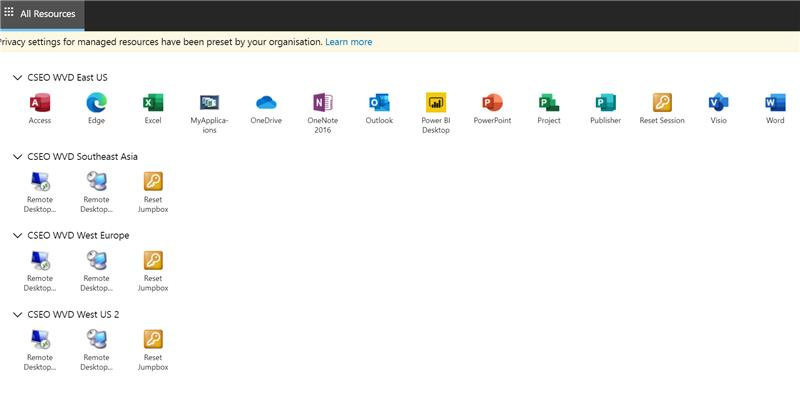 All Resources
Privacy settings for managed resources have been preset by your organisation. Learn more
CSEO WVD East US
Access
Edge
Excel
MyApplica-
ions
OneDrive
OneNote
2016
Outlook
Power BI
Desktop
PowerPoint
Project
Publisher
Reset Session
Visio
Word
CSEO WVD Southeast Asia
Remote
Desktop...
Remote
Desktop...
Reset
Jumpbox
CSEO WVD West Europe
Remote
Desktop...
Remote
Desktop...
Reset
Jumpbox
CSEO WVD West US 2
Remote
Desktop...
Remote
Desktop...
Reset
Jumpbox